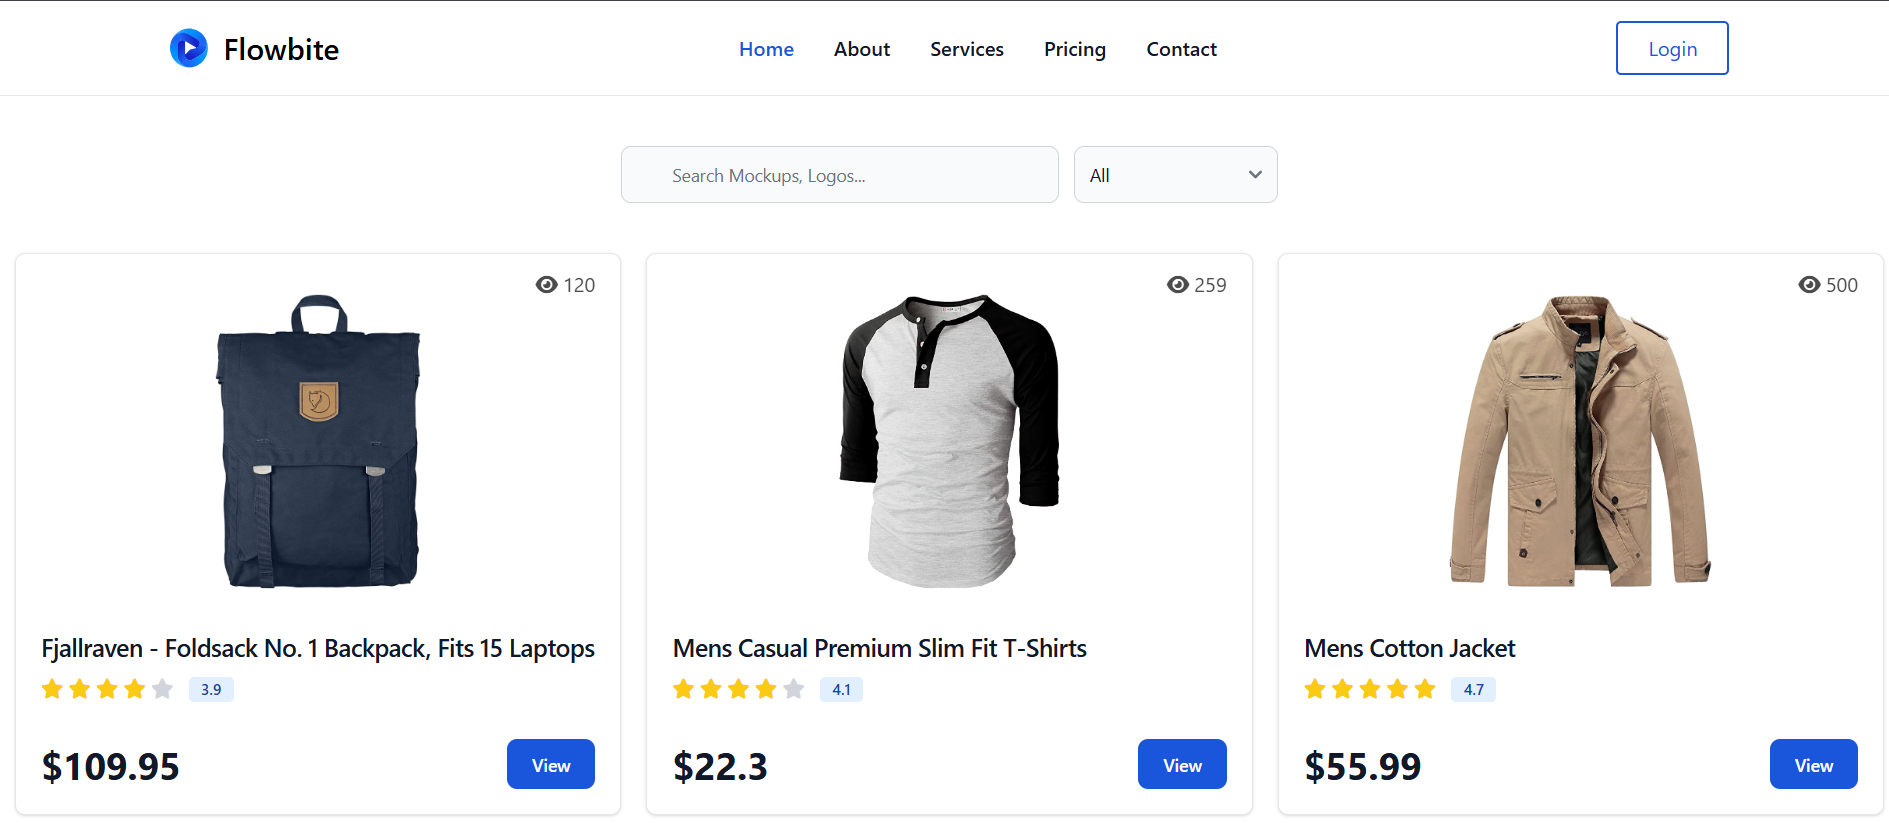 Flowbite
Home About Services Pricing Contact
Login
Search Mockups, Logos...
All
120
259
500
Fjallraven - Foldsack No. 1 Backpack, Fits 15 Laptops
Mens Casual Premium Slim Fit T-Shirts
Mens Cotton Jacket
3.9
4.1
4.7
$109.95
View
$22.3
View
$55.99
View